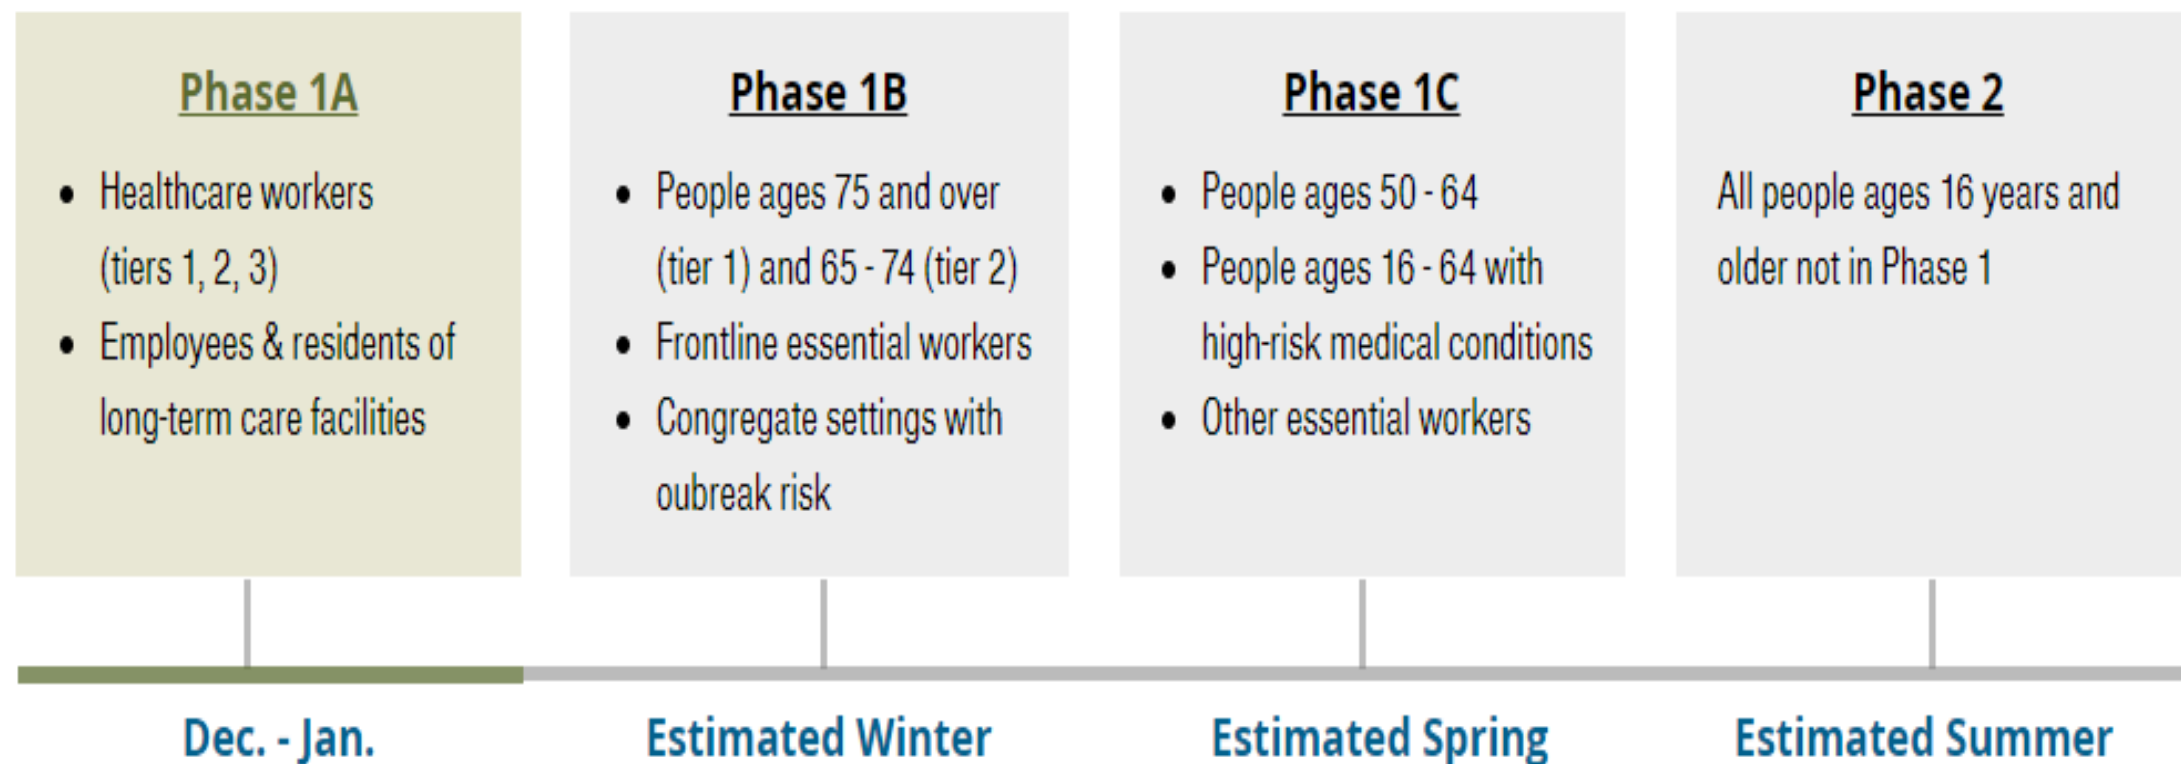 Phase 1A
• Healthcare workers
(tiers 1, 2, 3)
• Employees & residents of
long-term care facilities
Dec. - Jan.
Phase 1B
• People ages 75 and over
(tier 1) and 65 - 74 (tier 2)
• Frontline essential workers
• Congregate settings with
oubreak risk
Estimated Winter
Phase 1C
• People ages 50 - 64
• People ages 16 - 64 with
high-risk medical conditions
• Other essential workers
Estimated Spring
Phase 2
All people ages 16 years and
older not in Phase 1
Estimated Summer